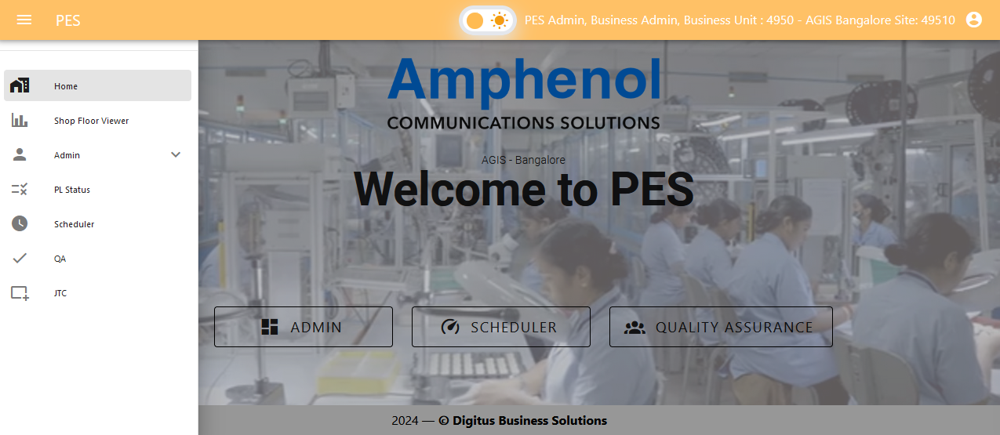 PES
PES Admin, Business Admin, Business Unit : 4950 - AGIS Bangalore Site: 49510
Home
Shop Floor Viewer
Admin
PL Status
Scheduler
QA
JTC
Amphenol
COMMUNICATIONS SOLUTIONS
AGIS - Bangalore
Welcome to PES
ADMIN
SCHEDULER
QUALITY ASSURANCE
2024 — © Digitus Business Solutions